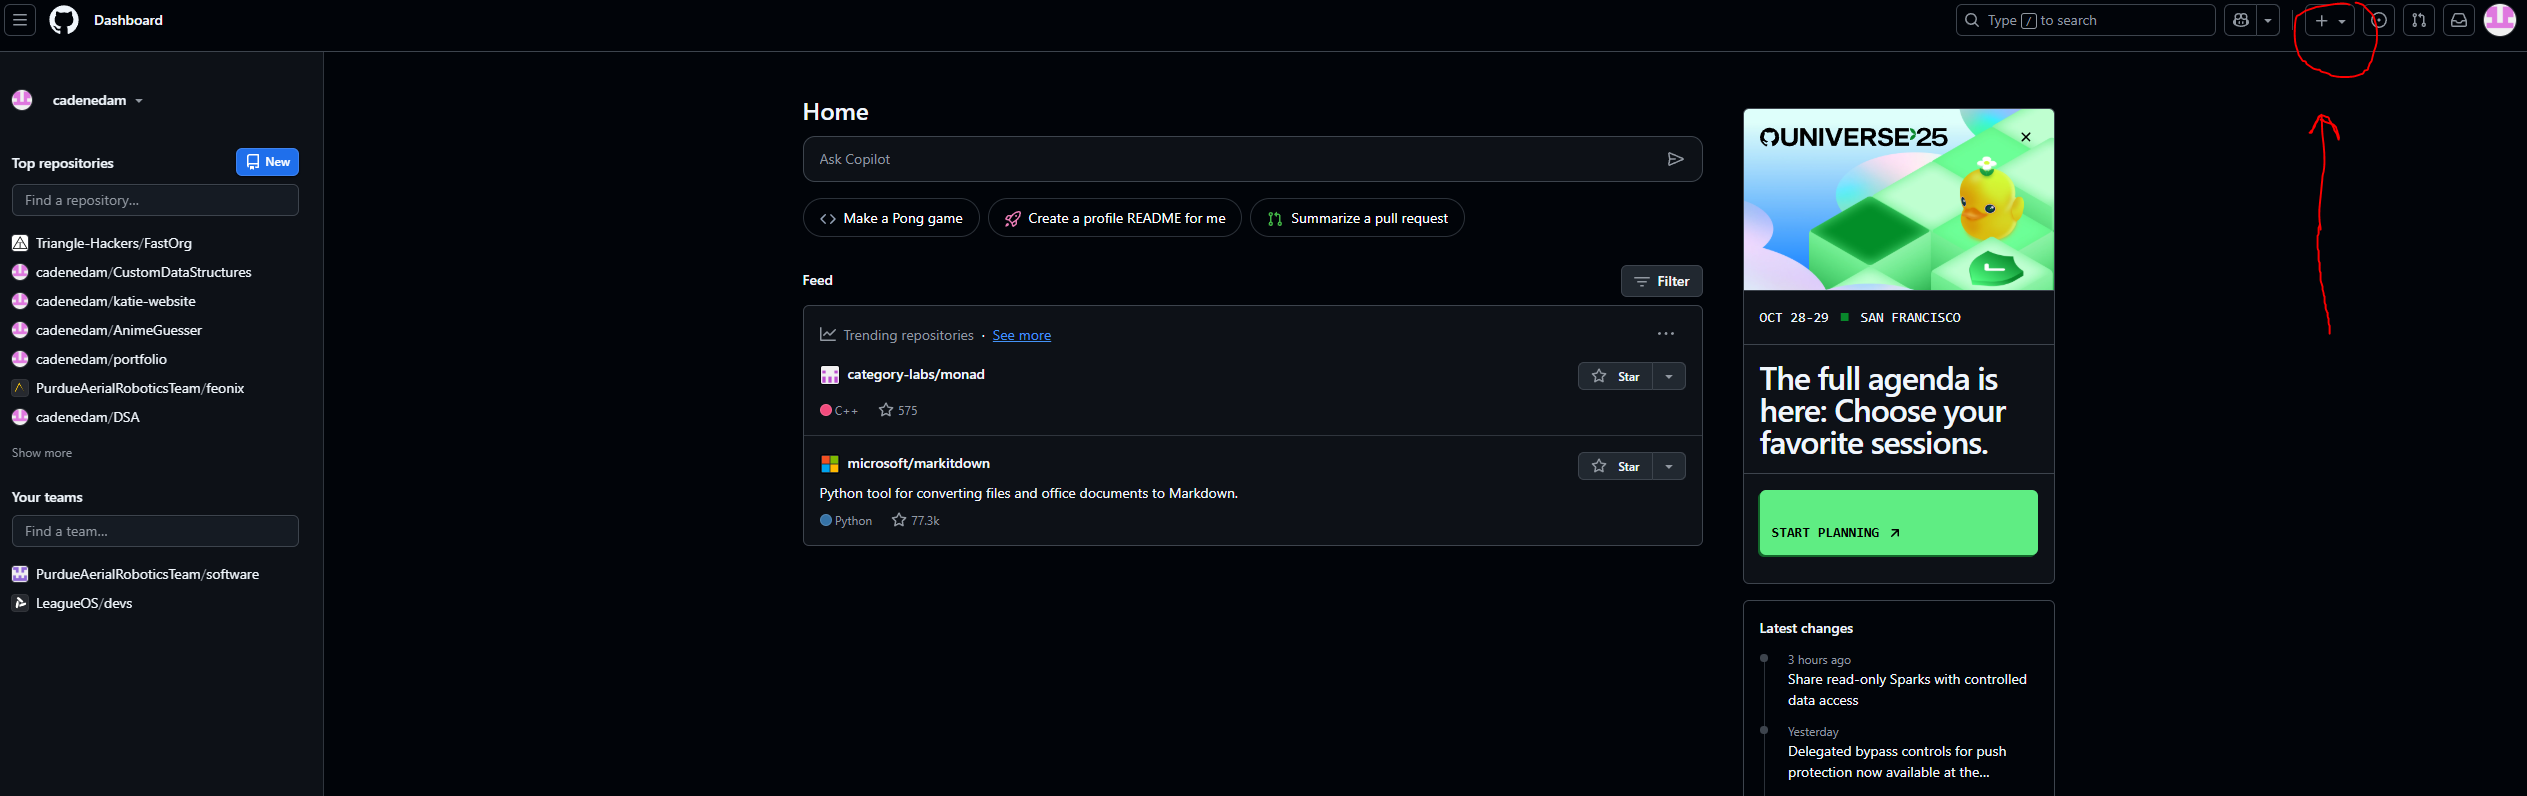 Dashboard
Type / to search
cadenedam
Top repositories
New
Find a repository...
Triangle-Hackers/FastOrg
cadenedam/CustomDataStructures
cadenedam/katie-website
cadenedam/AnimeGuesser
cadenedam/portfolio
PurdueAerialRoboticsTeam/feonix
cadenedam/DSA
Show more
Your teams
Find a team...
PurdueAerialRoboticsTeam/software
LeagueOS/devs
Home
Ask Copilot
Make a Pong game
Create a profile README for me
Summarize a pull request
Feed
Filter
Trending repositories · See more
category-labs/monad
Star
C++ 575
microsoft/markitdown
Star
Python tool for converting files and office documents to Markdown.
Python 77.3k
UNIVERSE'25
OCT 28-29 SAN FRANCISCO
The full agenda is
here: Choose your
favorite sessions.
START PLANNING
Latest changes
3 hours ago
Share read-only Sparks with controlled
data access
Yesterday
Delegated bypass controls for push
protection now available at the...